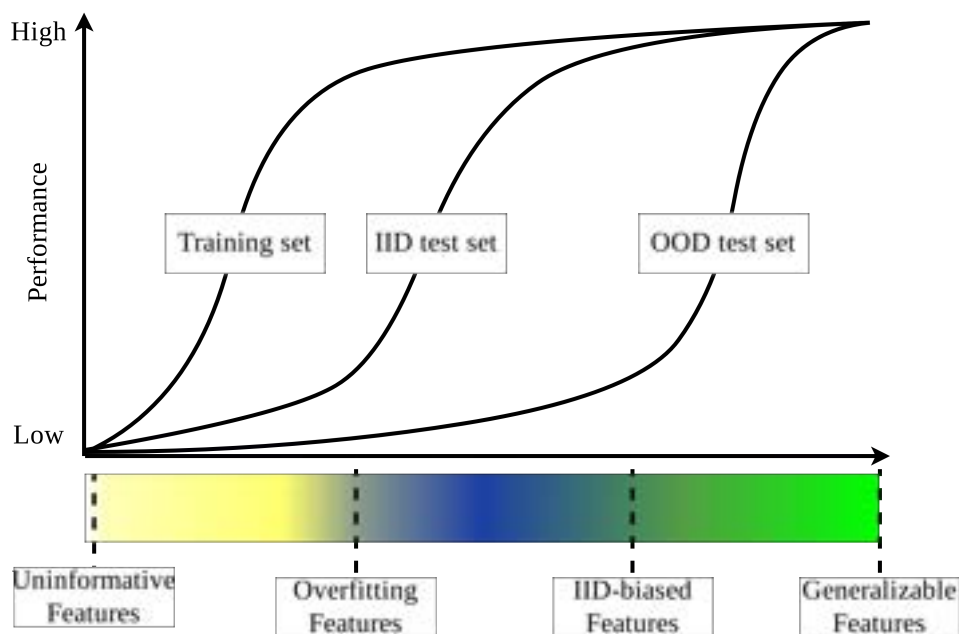 High
Performance
Training set
IID test set
OOD test set
Low
Uninformative
Features
Overfitting
Features
IID-biased
Features
Generalizable
Features